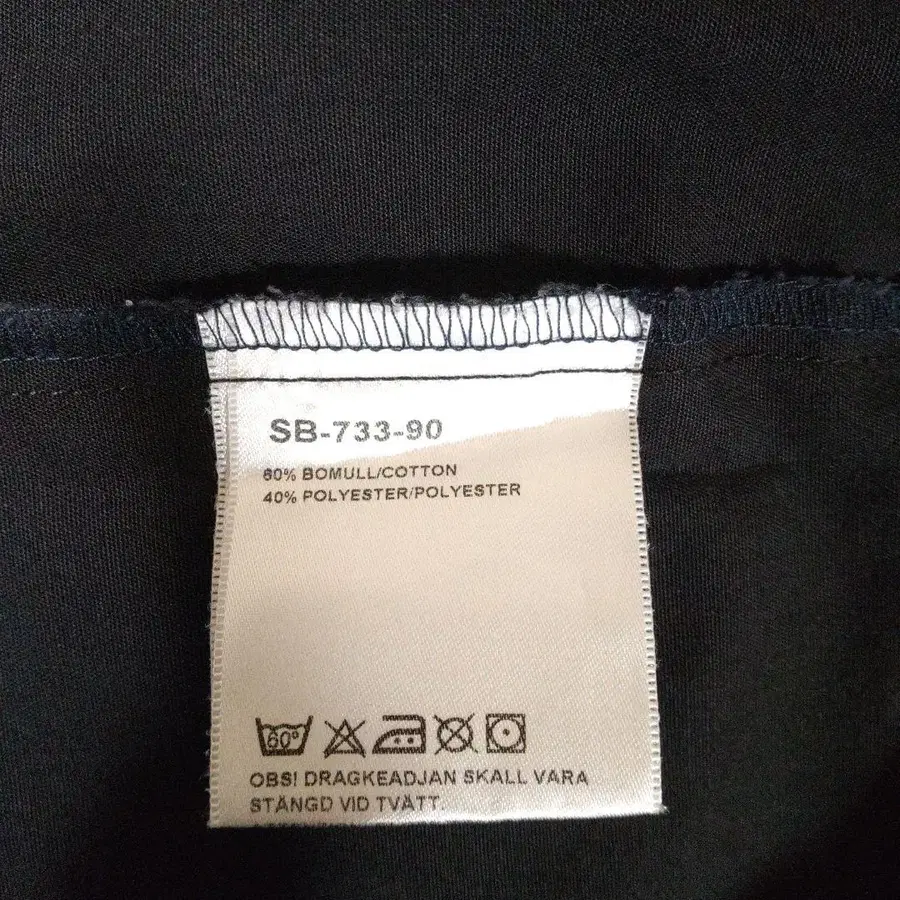 SB-733-90
60% BOMULL/COTTON
40% POLYESTER/POLYESTER
60°
OBS! DRAGKEADJAN SKALL VARA
STÄNGD VID TVÄTT.